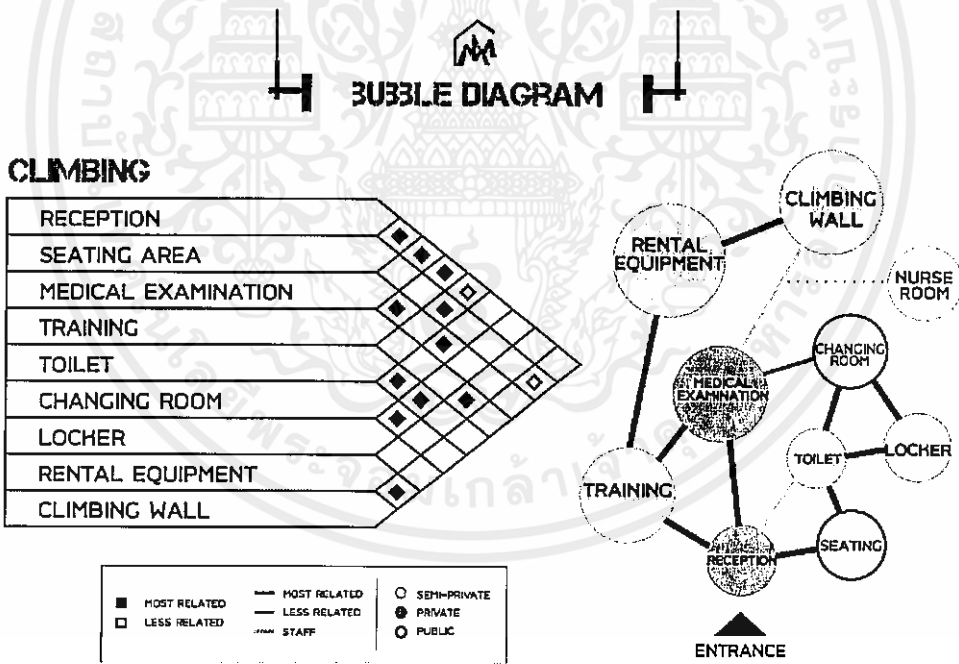 BUBBLE DIAGRAM
CLIMBING
RECEPTION
SEATING AREA
MEDICAL EXAMINATION
TRAINING
TOILET
CHANGING ROOM
LOCKER
RENTAL EQUIPMENT
CLIMBING WALL
CLIMBING
WALL
RENTAL
EQUIPMENT
NURSE
ROOM
CHANGING
ROOM
MEDICAL
EXAMINATION
TOILET
LOCKER
TRAINING
SEATING
RECEPTION
ENTRANCE
MOST RELATED
LESS RELATED
MOST RELATED
LESS RELATED
STAFF
SEMI-PRIVATE
PRIVATE
PUBLIC